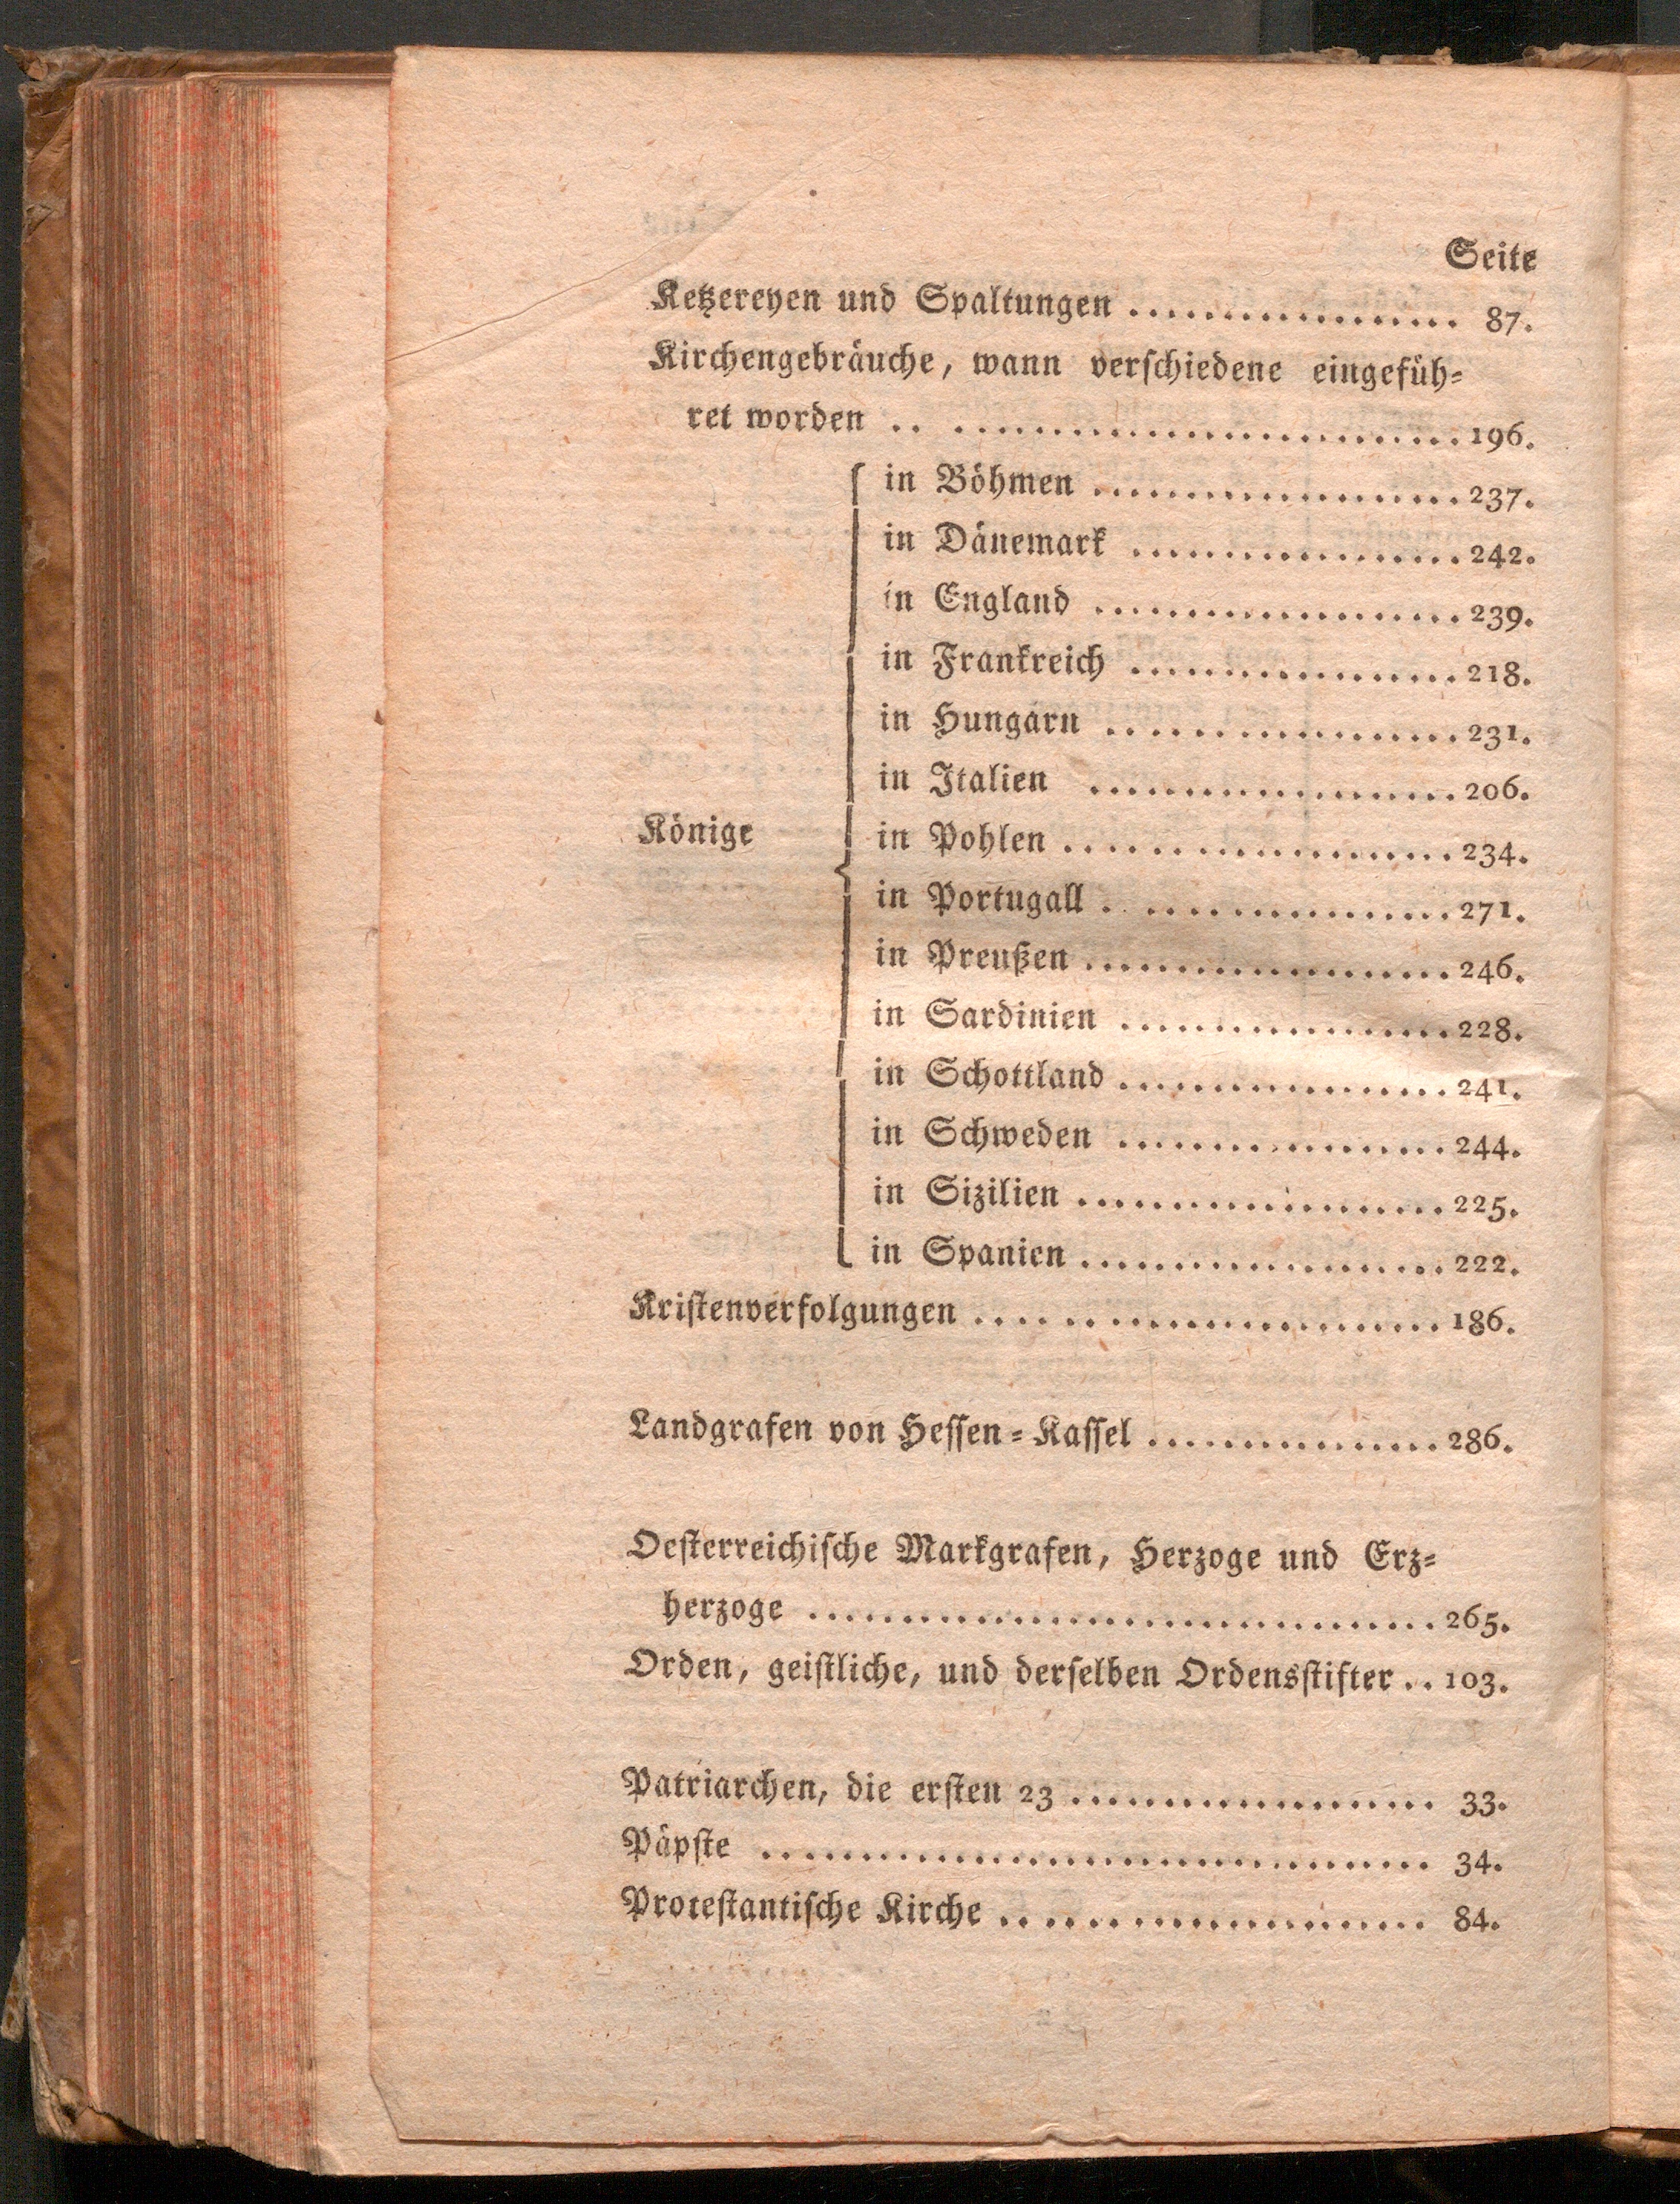 Seite
Ketzereyen und Spaltungen .................. 87.
Kirchengebräuche, wann verschiedene eingefüh-
ret worden .. ............................ 196.
in Böhmen .................... 237.
in Dänemark .................. 242.
in England .................... 239.
in Frankreich .................. 218.
in Hungarn ................... 231.
in Italien .................... 206.
Könige
in Pohlen ..................... 234.
in Portugall . ................. 271.
in Preußen .................... 246.
in Sardinien .................. 228.
in Schottland .................. 241.
in Schweden .................. 244.
in Sizilien .................... 225.
in Spanien .................... 222.
Kristenverfolgungen .......................... 186.
Landgrafen von Hessen-Kassel ................ 286.
Oesterreichische Markgrafen, Herzoge und Erz-
herzoge .................................. 265.
Orden, geistliche, und derselben Ordensstifter .. 103.
Patriarchen, die ersten 23 .................... 33.
Päpste .................................... 34.
Protestantische Kirche ....................... 84.